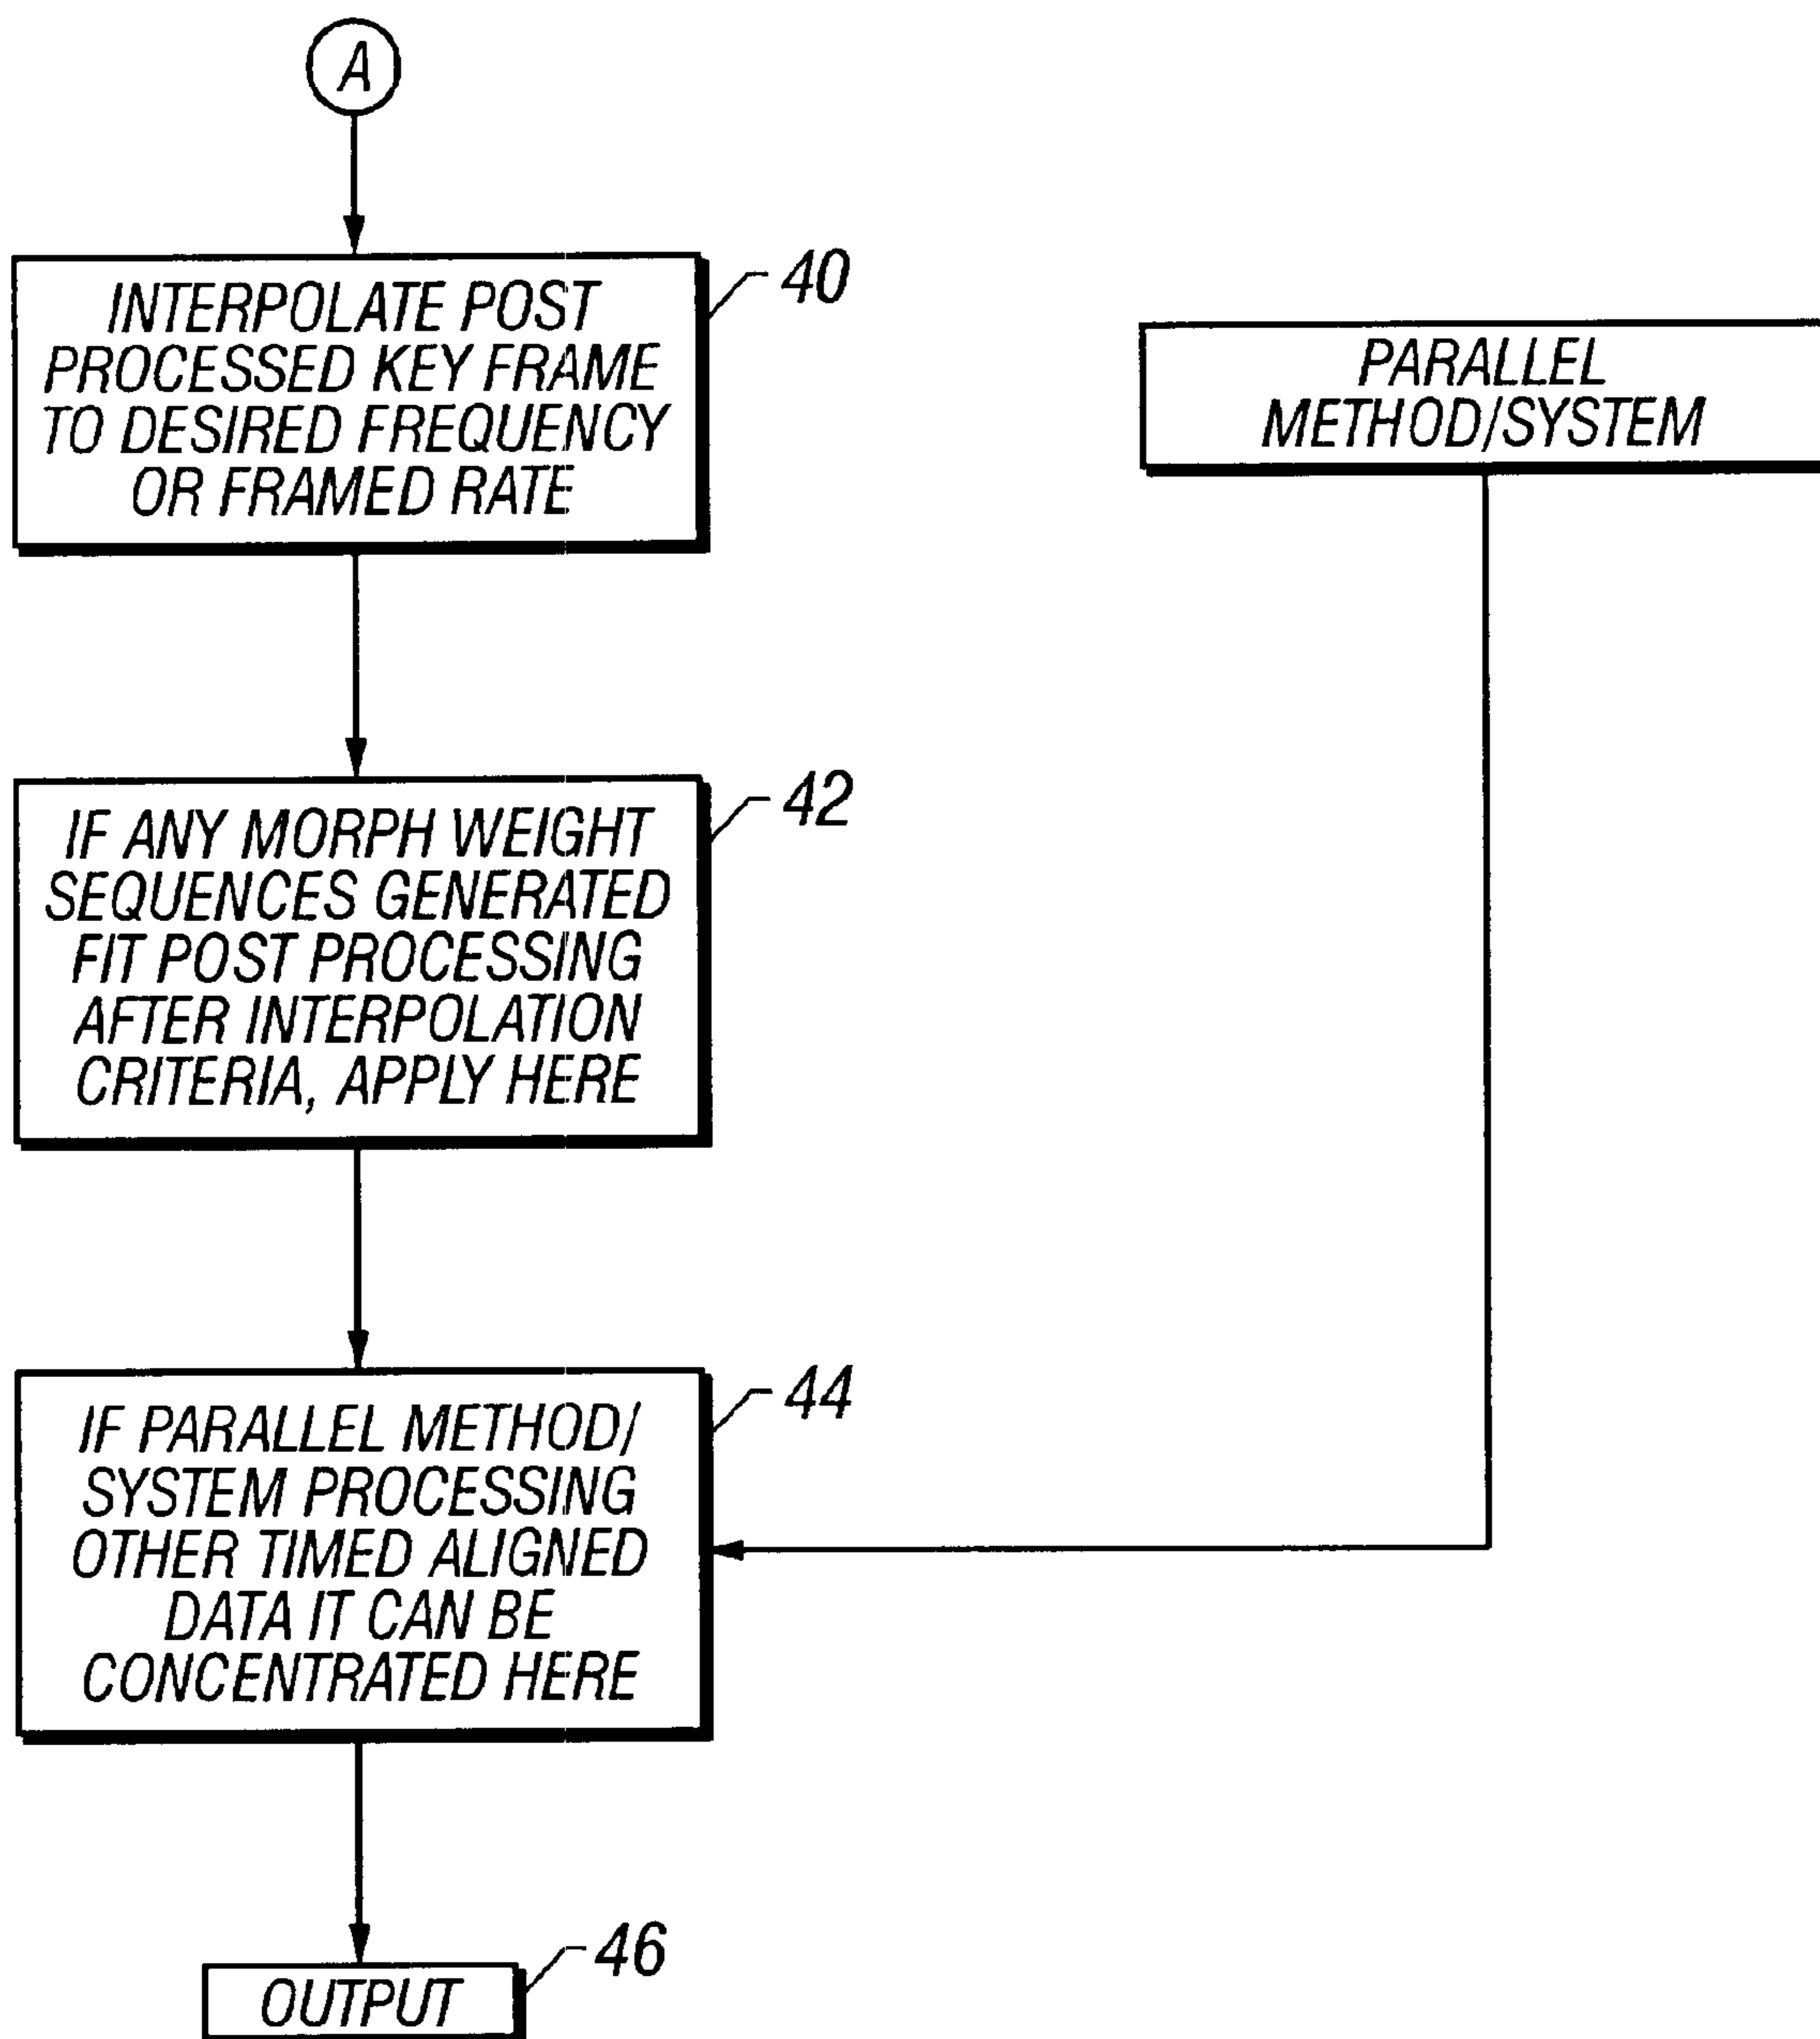 A
INTERPOLATE POST
PROCESSED KEY FRAME
TO DESIRED FREQUENCY
OR FRAMED RATE
40
PARALLEL
METHOD/SYSTEM
IF ANY MORPH WEIGHT
SEQUENCES GENERATED
FIT POST PROCESSING
AFTER INTERPOLATION
CRITERIA, APPLY HERE
42
IF PARALLEL METHOD/
SYSTEM PROCESSING
OTHER TIMED ALIGNED
DATA IT CAN BE
CONCENTRATED HERE
44
OUTPUT
46